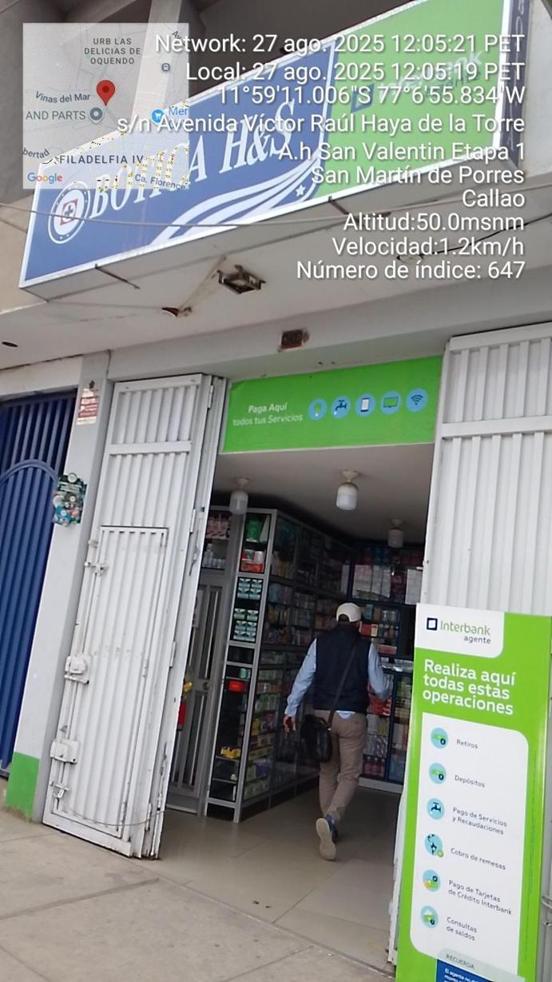 Network: 27 ago. 2025 12:05:21 PET
Local: 27 ago. 2025 12:05:19 PET
11°59'11.006"S 77°6'55.834"W
s/n Avenida Víctor Raúl Haya de la Torre
A.h San Valentin Etapa 1
San Martín de Porres
Callao
Altitud:50.0msnm
Velocidad:1.2km/h
Número de índice: 647
URB LAS
DELICIAS DE
OQUENDO
Vinas del Mar
AND PARTS
Mer
FILADELFIA IV
Ca. Florencia
Google
BOTICA H&S
Paga Aquí
todos tus Servicios
Interbank
agente
Realiza aquí
todas estas
operaciones
Retiros
Depósitos
Pago de Servicios
y Recaudaciones
Cobro de remesas
Pago de Tarjetas
de Crédito Interbank
Consultas
de saldos
RECUERDA